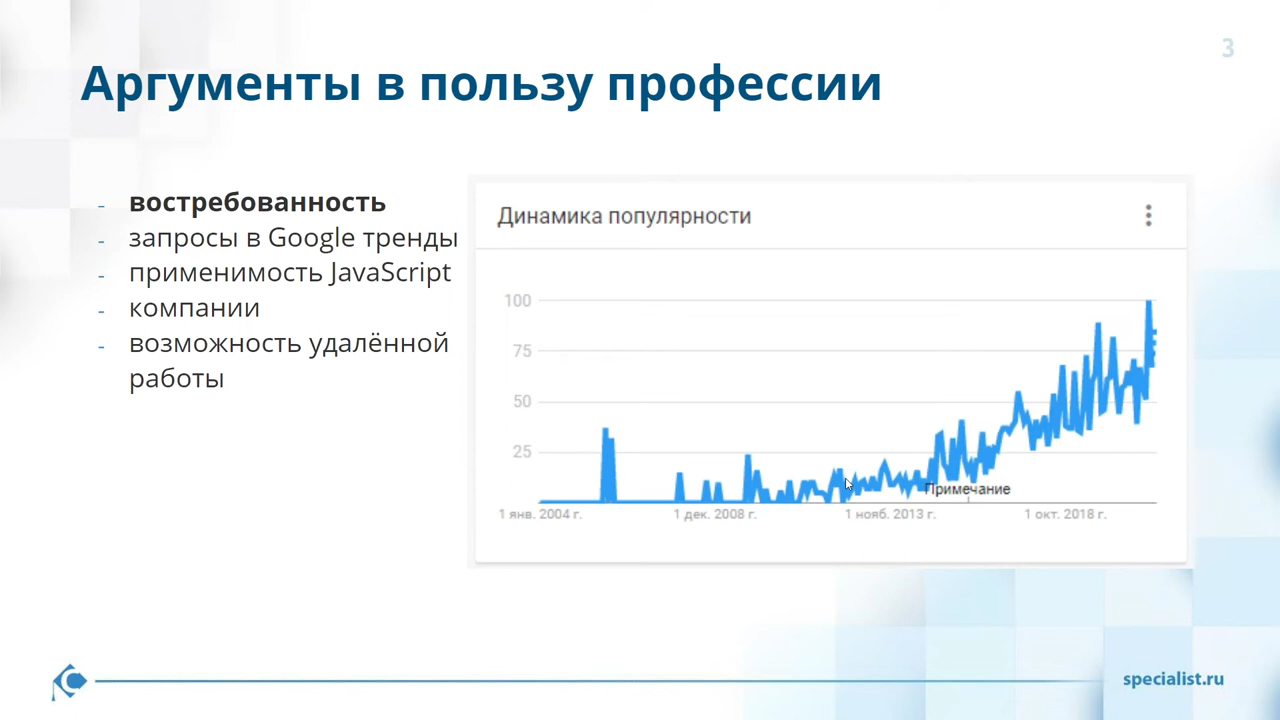 3
Аргументы в пользу профессии
- востребованность
- запросы в Google тренды
- применимость JavaScript
- компании
- возможность удалённой
работы
Динамика популярности
100
75
50
25
Примечание
1 янв. 2004 г.
1 дек. 2008 г.
1 нояб. 2013 г.
1 окт. 2018 г.
specialist.ru